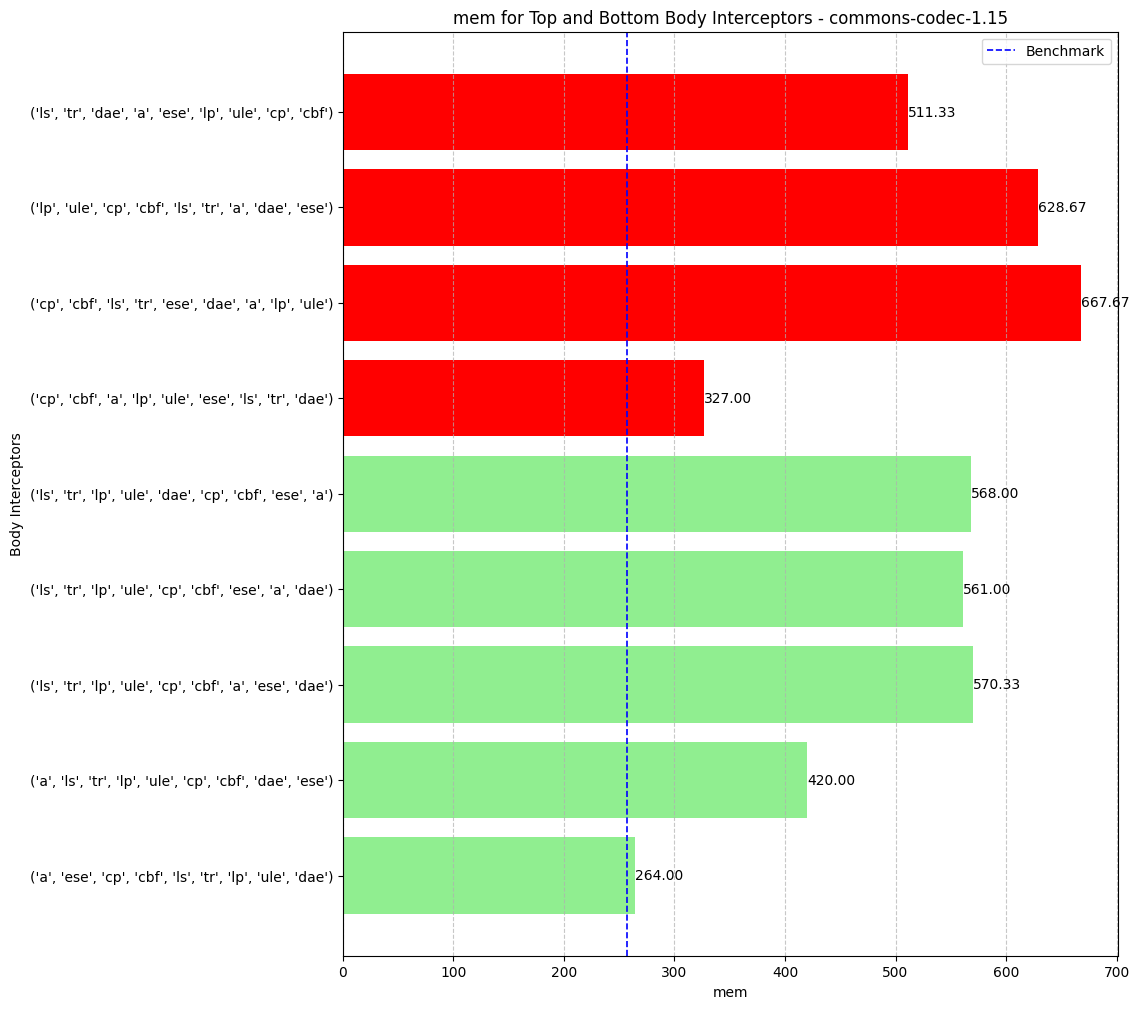 mem for Top and Bottom Body Interceptors - commons-codec-1.15
Benchmark
('ls', 'tr', 'dae', 'a', 'ese', 'lp', 'ule', 'cp', 'cbf') 511.33
('lp', 'ule', 'cp', 'cbf', 'ls', 'tr', 'a', 'dae', 'ese') 628.67
('cp', 'cbf', 'ls', 'tr', 'ese', 'dae', 'a', 'lp', 'ule') 667.67
('cp', 'cbf', 'a', 'lp', 'ule', 'ese', 'ls', 'tr', 'dae') 327.00
('ls', 'tr', 'lp', 'ule', 'dae', 'cp', 'cbf', 'ese', 'a') 568.00
('ls', 'tr', 'lp', 'ule', 'cp', 'cbf', 'ese', 'a', 'dae') 561.00
('ls', 'tr', 'lp', 'ule', 'cp', 'cbf', 'a', 'ese', 'dae') 570.33
('a', 'ls', 'tr', 'lp', 'ule', 'cp', 'cbf', 'dae', 'ese') 420.00
('a', 'ese', 'cp', 'cbf', 'ls', 'tr', 'lp', 'ule', 'dae') 264.00
Body Interceptors
0 100 200 300 400 500 600 700
mem